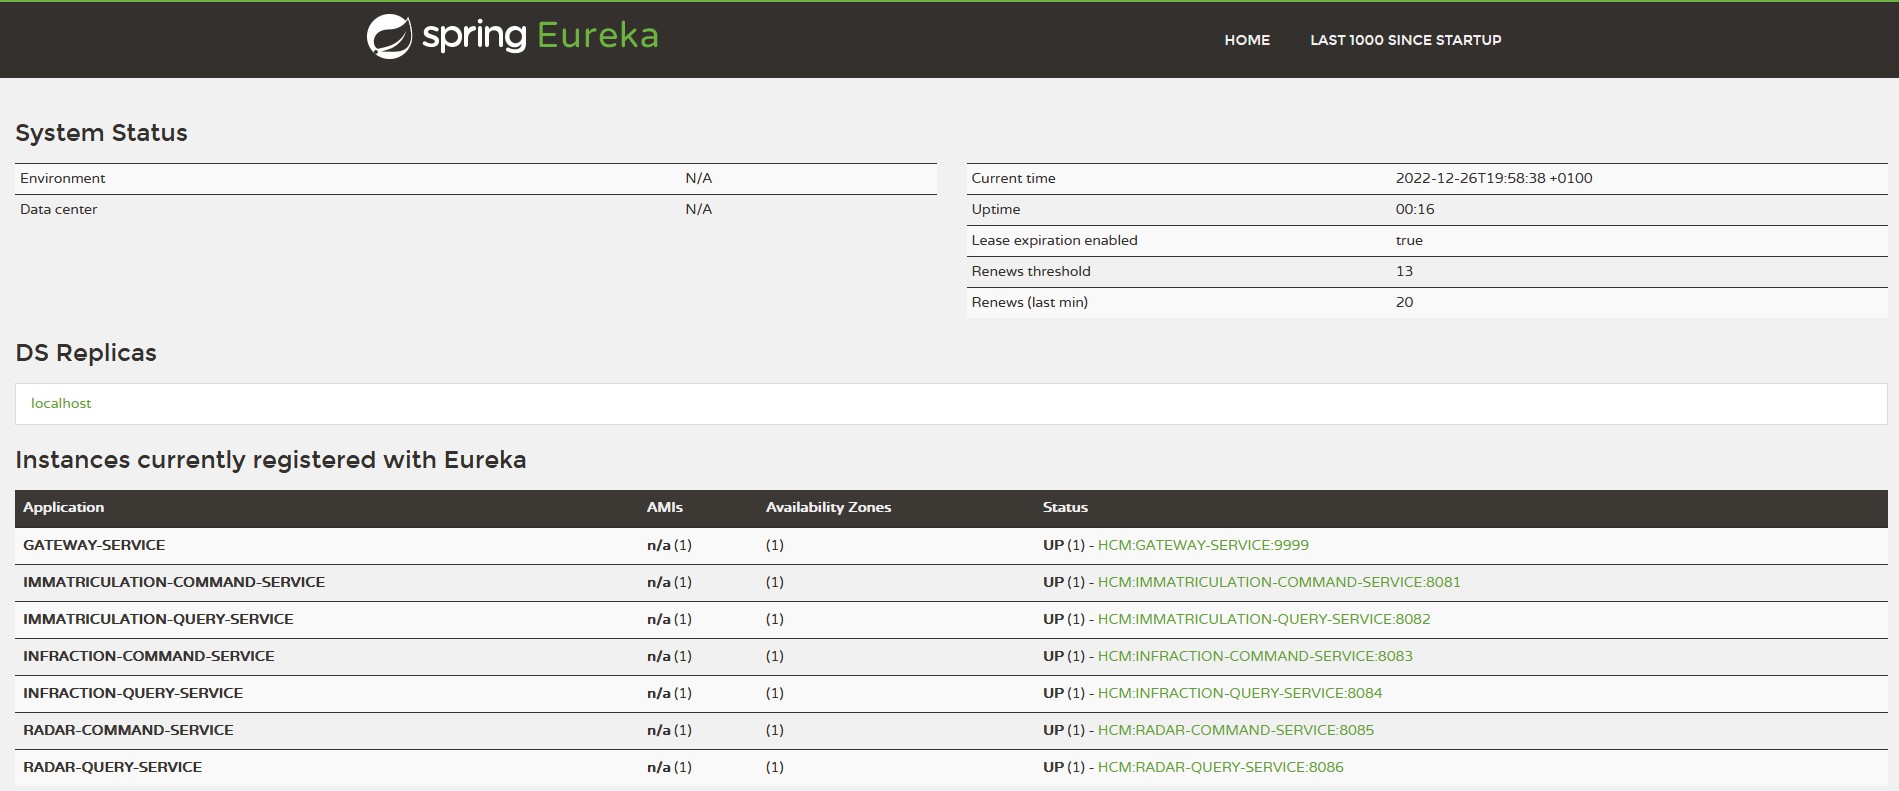 spring Eureka
HOME LAST 1000 SINCE STARTUP
System Status
Environment N/A
Data center N/A
Current time 2022-12-26T19:58:38 +0100
Uptime 00:16
Lease expiration enabled true
Renews threshold 13
Renews (last min) 20
DS Replicas
localhost
Instances currently registered with Eureka
Application AMIs Availability Zones Status
GATEWAY-SERVICE n/a (1) (1) UP (1) - HCM:GATEWAY-SERVICE:9999
IMMATRICULATION-COMMAND-SERVICE n/a (1) (1) UP (1) - HCM:IMMATRICULATION-COMMAND-SERVICE:8081
IMMATRICULATION-QUERY-SERVICE n/a (1) (1) UP (1) - HCM:IMMATRICULATION-QUERY-SERVICE:8082
INFRACTION-COMMAND-SERVICE n/a (1) (1) UP (1) - HCM:INFRACTION-COMMAND-SERVICE:8083
INFRACTION-QUERY-SERVICE n/a (1) (1) UP (1) - HCM:INFRACTION-QUERY-SERVICE:8084
RADAR-COMMAND-SERVICE n/a (1) (1) UP (1) - HCM:RADAR-COMMAND-SERVICE:8085
RADAR-QUERY-SERVICE n/a (1) (1) UP (1) - HCM:RADAR-QUERY-SERVICE:8086